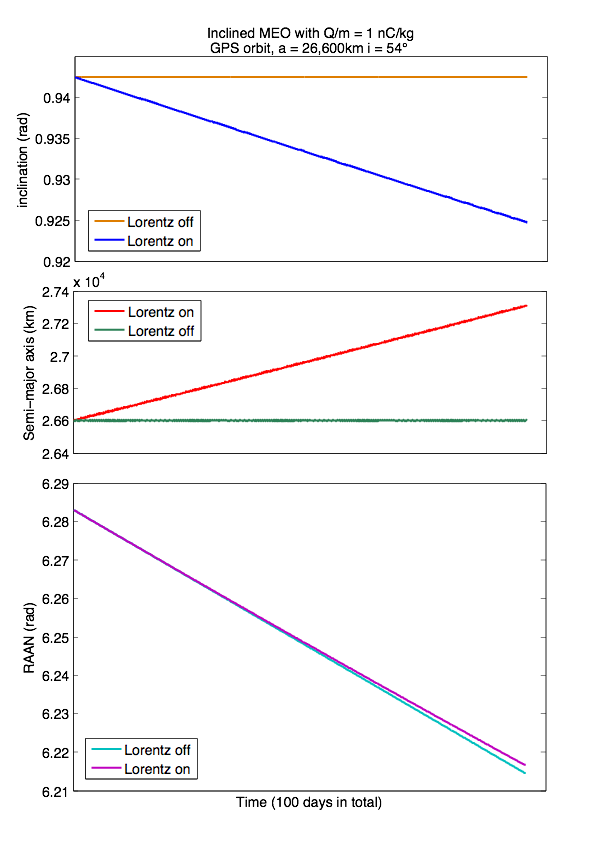 Inclined MEO with Q/m = 1 nC/kg
GPS orbit, a = 26,600km i = 54°
inclination (rad)
0.94
0.935
0.93
0.925
0.92
Lorentz off
Lorentz on
x 10⁴
Semi-major axis (km)
2.74
2.72
2.7
2.68
2.66
2.64
Lorentz on
Lorentz off
RAAN (rad)
6.29
6.28
6.27
6.26
6.25
6.24
6.23
6.22
6.21
Lorentz off
Lorentz on
Time (100 days in total)